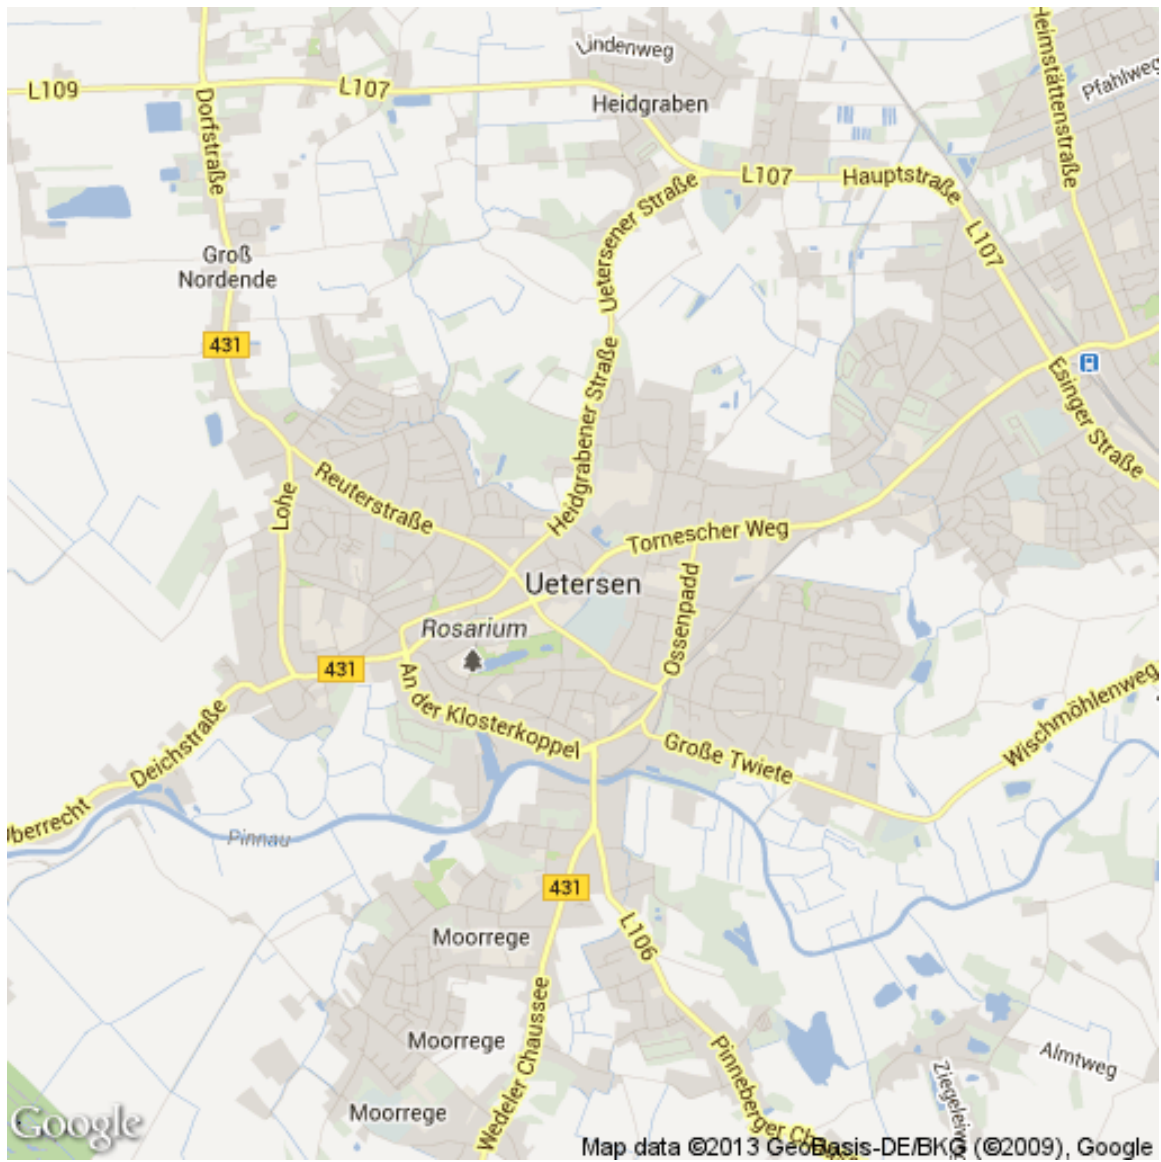 Lindenweg
Heimstättenstraße
Pfahlweg
L109
L107
Heidgraben
Dorfstraße
L107
Hauptstraße
Uetersener Straße
L107
Groß
Nordende
431
Esinger Straße
Heidgrabener Straße
Reuterstraße
Lohe
Tornescher Weg
Uetersen
Ossenpadd
Rosarium
431
An der Klosterkoppel
Wischmöhlenweg
Deichstraße
Große Twiete
Pinnau
431
L106
Moorrege
Wedeler Chaussee
Moorrege
Pinneberger
Almtweg
Moorrege
Google
Map data ©2013 GeoBasis-DE/BKG (©2009), Google